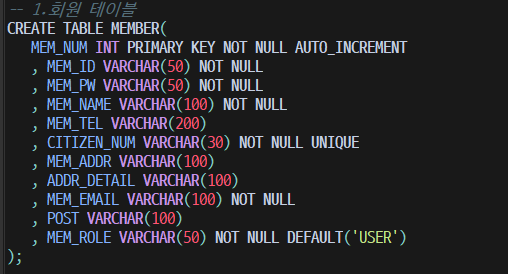 -- 1.회원 테이블
CREATE TABLE MEMBER(
MEM_NUM INT PRIMARY KEY NOT NULL AUTO_INCREMENT
, MEM_ID VARCHAR(50) NOT NULL
, MEM_PW VARCHAR(50) NOT NULL
, MEM_NAME VARCHAR(100) NOT NULL
, MEM_TEL VARCHAR(200)
, CITIZEN_NUM VARCHAR(30) NOT NULL UNIQUE
, MEM_ADDR VARCHAR(100)
, ADDR_DETAIL VARCHAR(100)
, MEM_EMAIL VARCHAR(100) NOT NULL
, POST VARCHAR(100)
, MEM_ROLE VARCHAR(50) NOT NULL DEFAULT('USER')
);